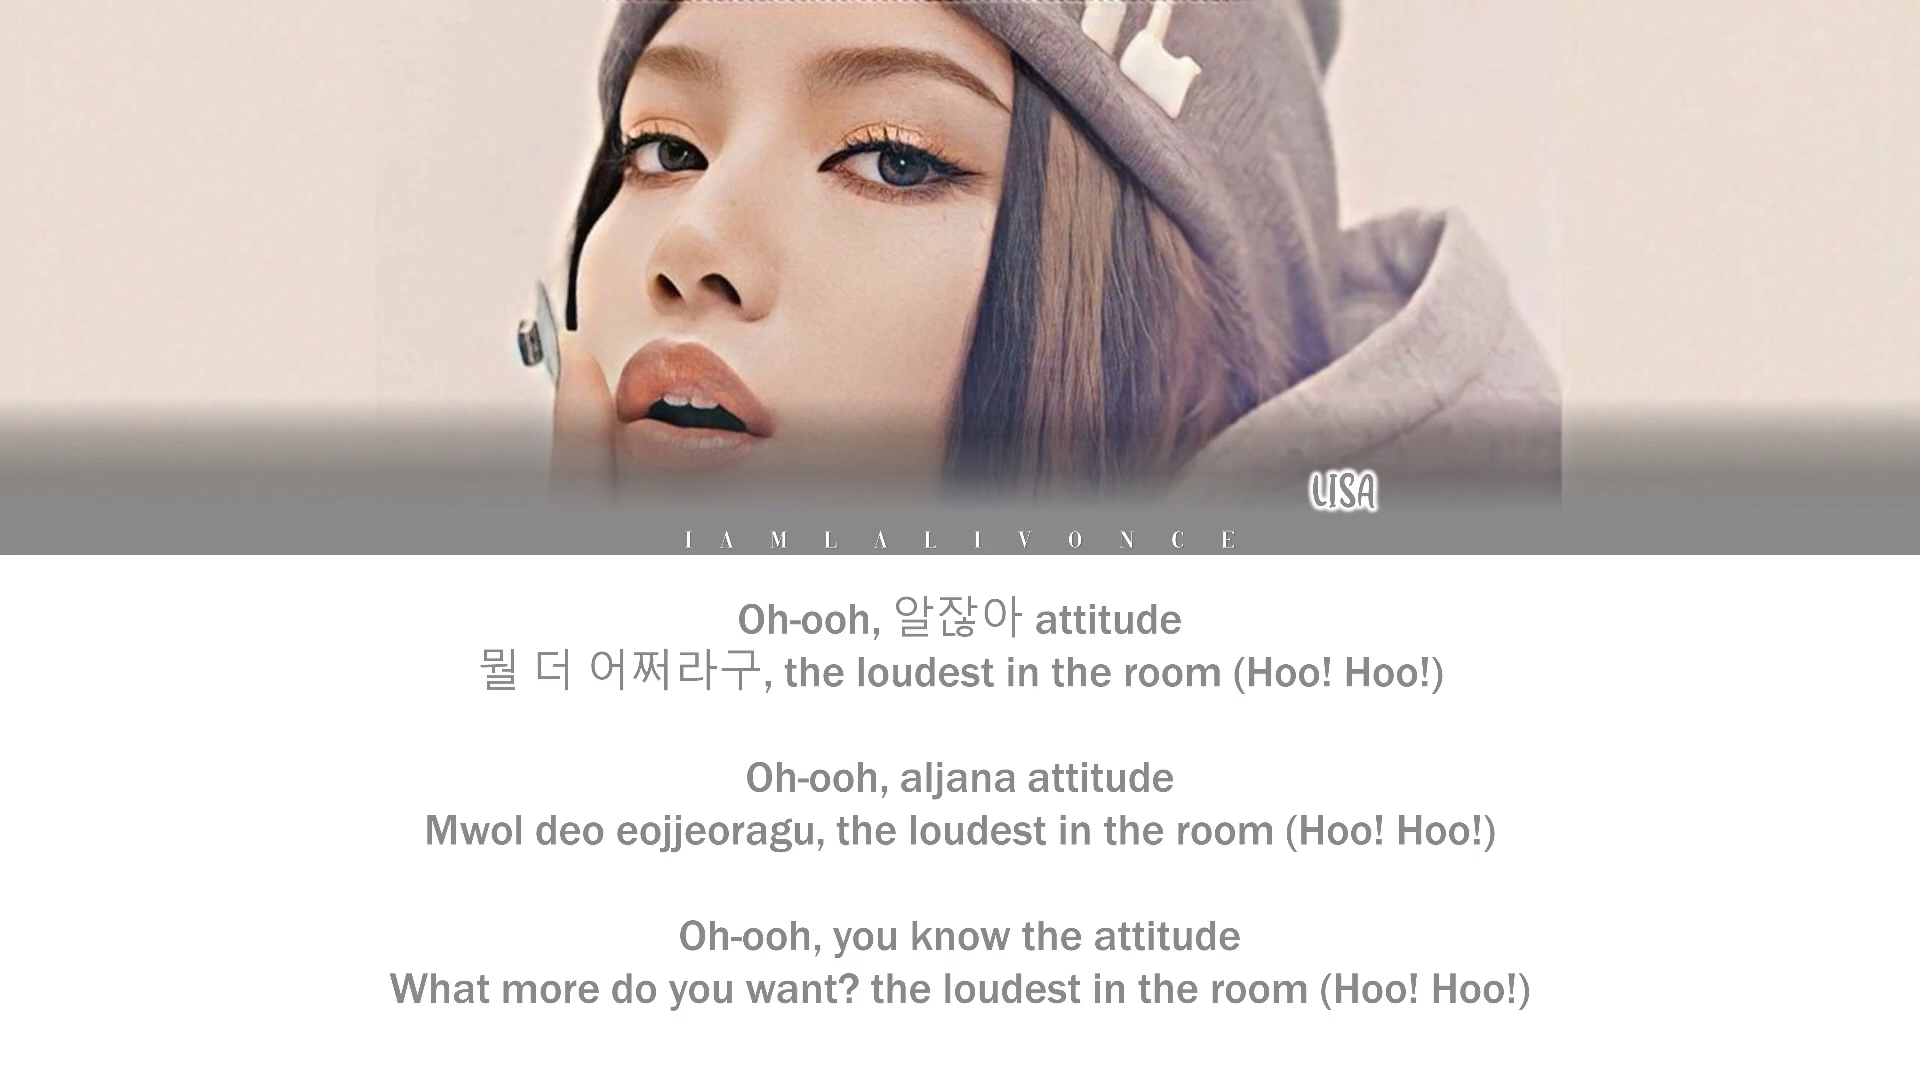 LISA
IAMLALIVONCE
Oh-ooh, 알잖아 attitude
뭘 더 어쩌라구, the loudest in the room (Hoo! Hoo!)
Oh-ooh, aljana attitude
Mwol deo eojjeoragu, the loudest in the room (Hoo! Hoo!)
Oh-ooh, you know the attitude
What more do you want? the loudest in the room (Hoo! Hoo!)